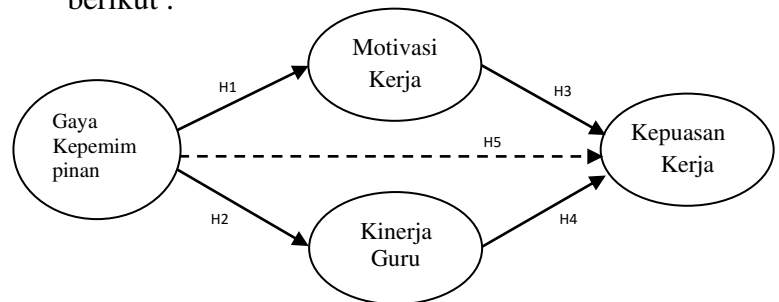 berikut :
Motivasi
Kerja
H1
H3
Gaya
Kepemim
pinan
H5
Kepuasan
Kerja
H2
H4
Kinerja
Guru